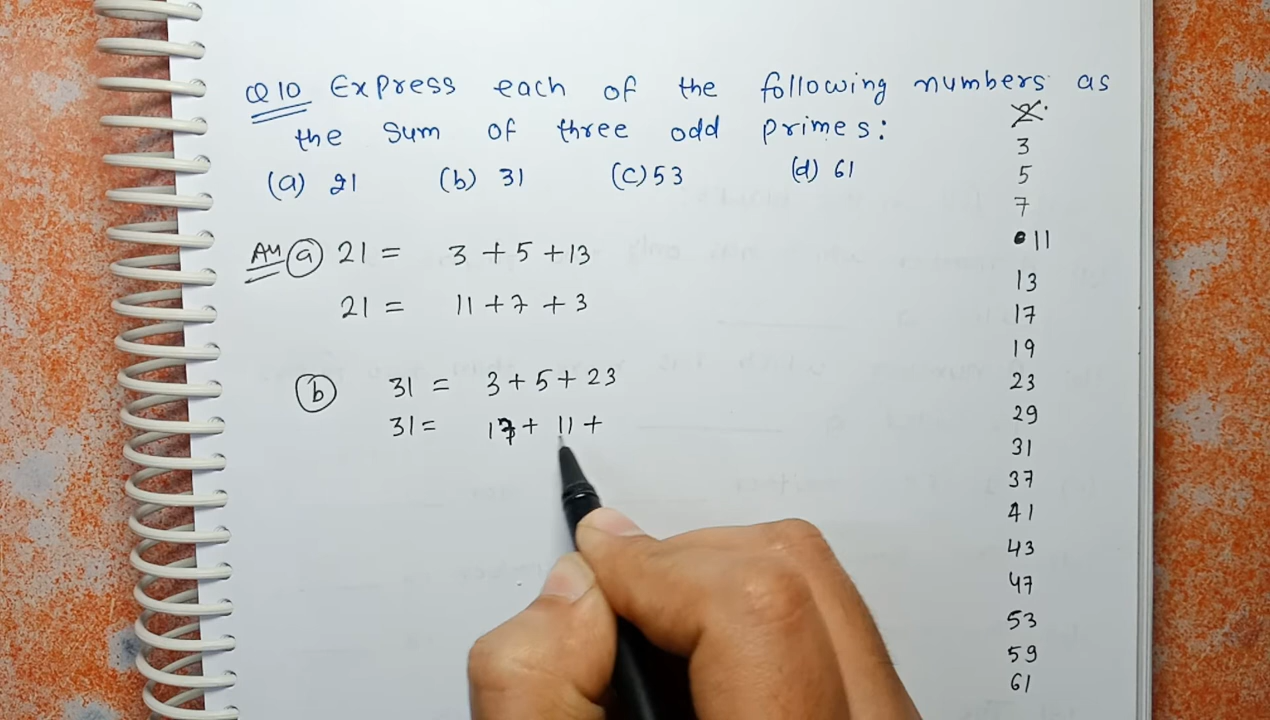 Q10 Express each of the following numbers as
the sum of three odd primes:
(a) 21 (b) 31 (c) 53 (d) 61
(a) 21 = 3 + 5 + 13
21 = 11 + 7 + 3
(b) 31 = 3 + 5 + 23
31 = 17 + 11 +
2
3
5
7
11
13
17
19
23
29
31
37
41
43
47
53
59
61